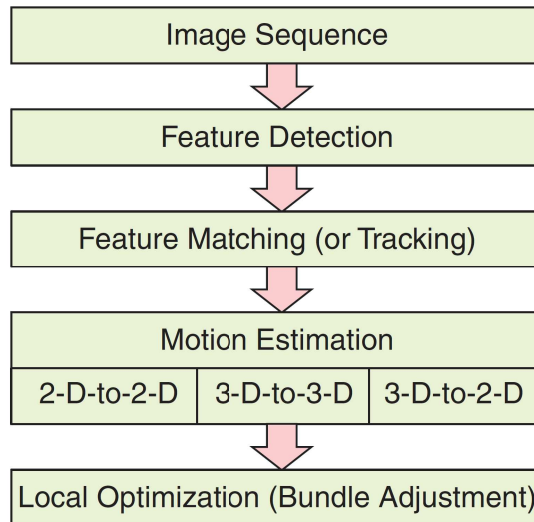 Image Sequence
Feature Detection
Feature Matching (or Tracking)
Motion Estimation
2-D-to-2-D 3-D-to-3-D 3-D-to-2-D
Local Optimization (Bundle Adjustment)